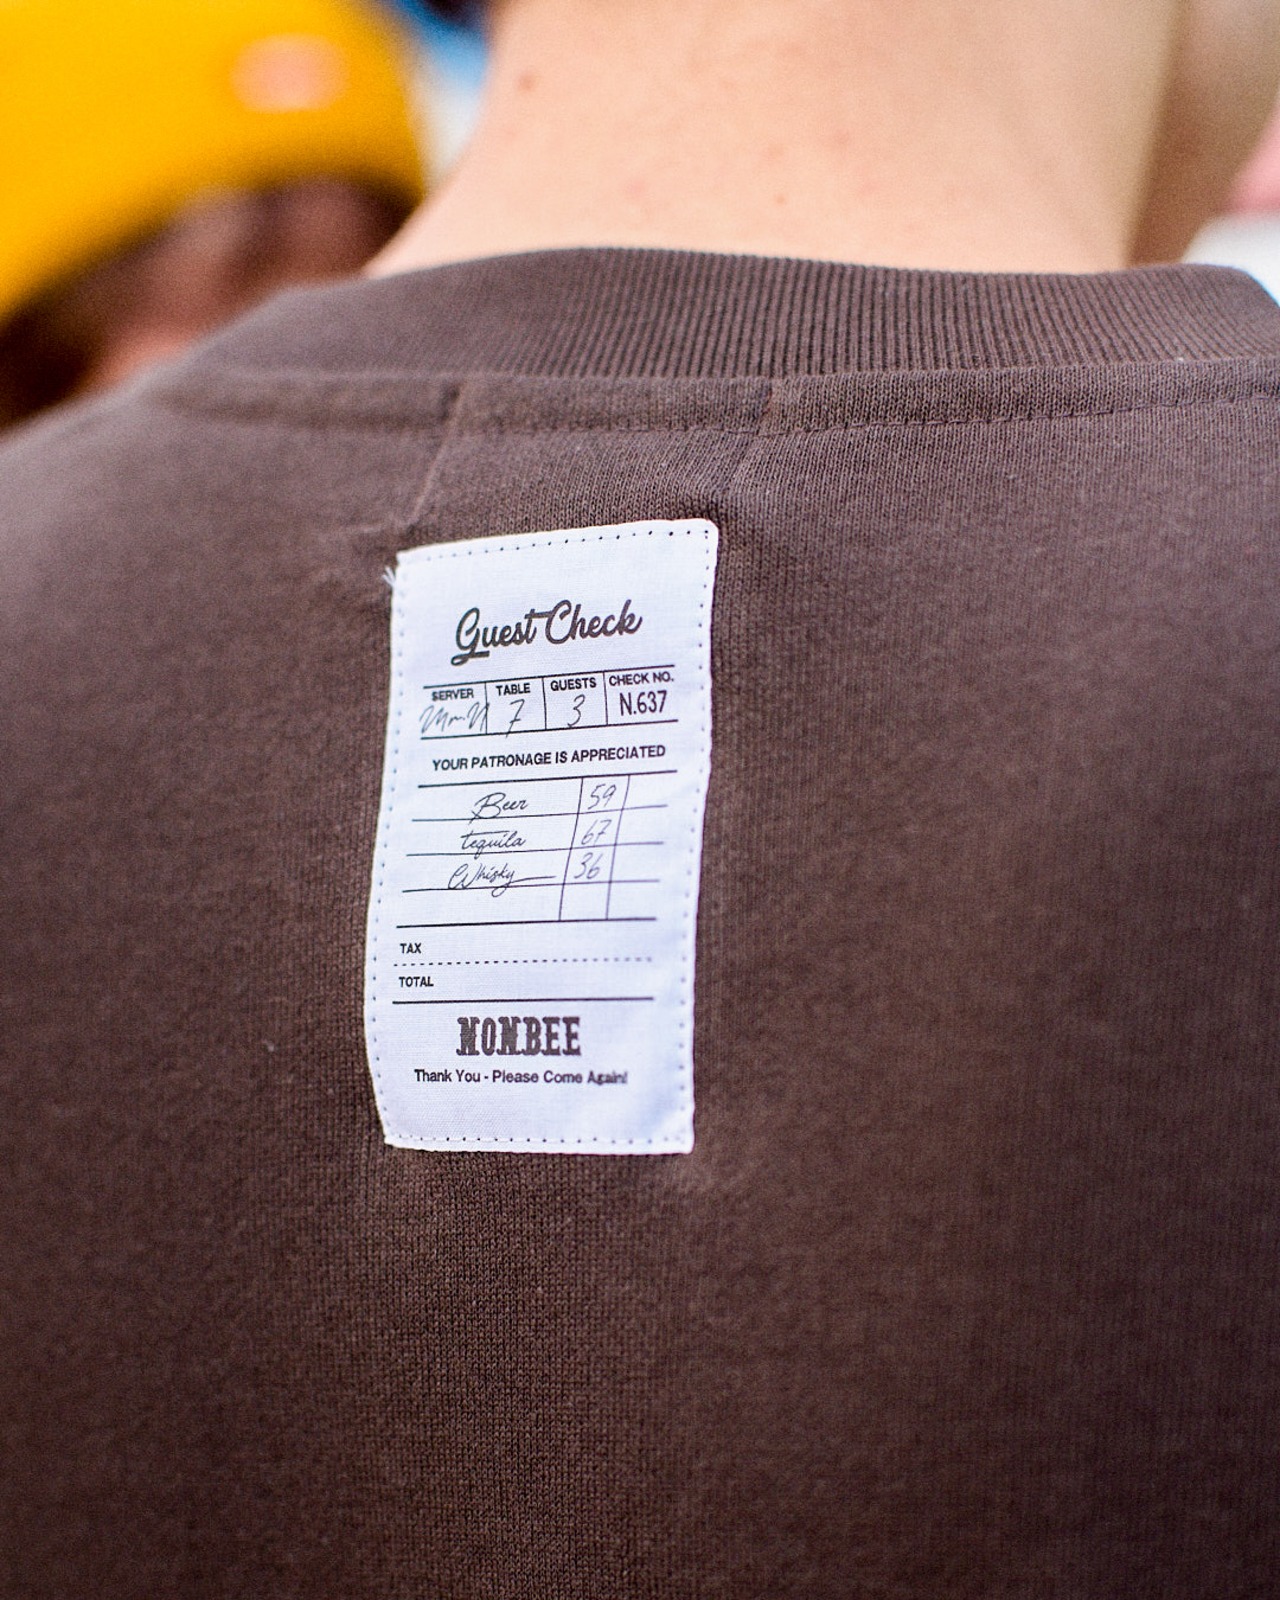 Guest Check
SERVER TABLE GUESTS CHECK NO.
7 3 N.637
YOUR PATRONAGE IS APPRECIATED
Beer 59
tequila 67
Whisky 36
TAX
TOTAL
NONBEE
Thank You - Please Come Again!